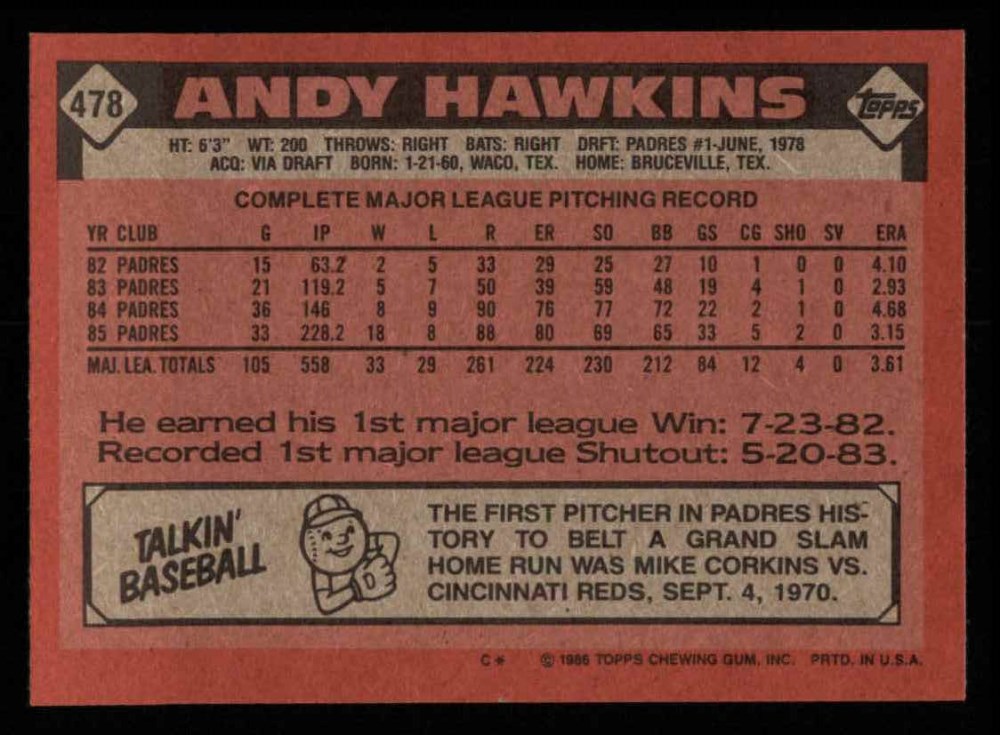 478
ANDY HAWKINS
TOPPS
HT: 6'3" WT: 200 THROWS: RIGHT BATS: RIGHT DRFT: PADRES #1-JUNE, 1978
ACQ: VIA DRAFT BORN: 1-21-60, WACO, TEX. HOME: BRUCEVILLE, TEX.
COMPLETE MAJOR LEAGUE PITCHING RECORD
YR CLUB G IP W L R ER SO BB GS CG SHO SV ERA
82 PADRES 15 63.2 2 5 33 29 25 27 10 1 0 0 4.10
83 PADRES 21 119.2 5 7 50 39 59 48 19 4 1 0 2.93
84 PADRES 36 146 8 9 90 76 77 72 22 2 1 0 4.68
85 PADRES 33 228.2 18 8 88 80 69 65 33 5 2 0 3.15
MAJ. LEA. TOTALS 105 558 33 29 261 224 230 212 84 12 4 0 3.61
He earned his 1st major league Win: 7-23-82.
Recorded 1st major league Shutout: 5-20-83.
TALKIN'
BASEBALL
THE FIRST PITCHER IN PADRES HIS-
TORY TO BELT A GRAND SLAM
HOME RUN WAS MIKE CORKINS VS.
CINCINNATI REDS, SEPT. 4, 1970.
C* © 1986 TOPPS CHEWING GUM, INC. PRTD. IN U.S.A.